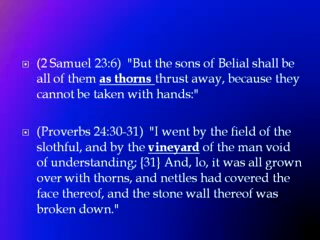 (2 Samuel 23:6)  "But the sons of Belial shall be
all of them as thorns thrust away, because they
cannot be taken with hands:"
(Proverbs 24:30-31)  "I went by the field of the
slothful, and by the vineyard of the man void
of understanding; {31} And, lo, it was all grown
over with thorns, and nettles had covered the
face thereof, and the stone wall thereof was
broken down."